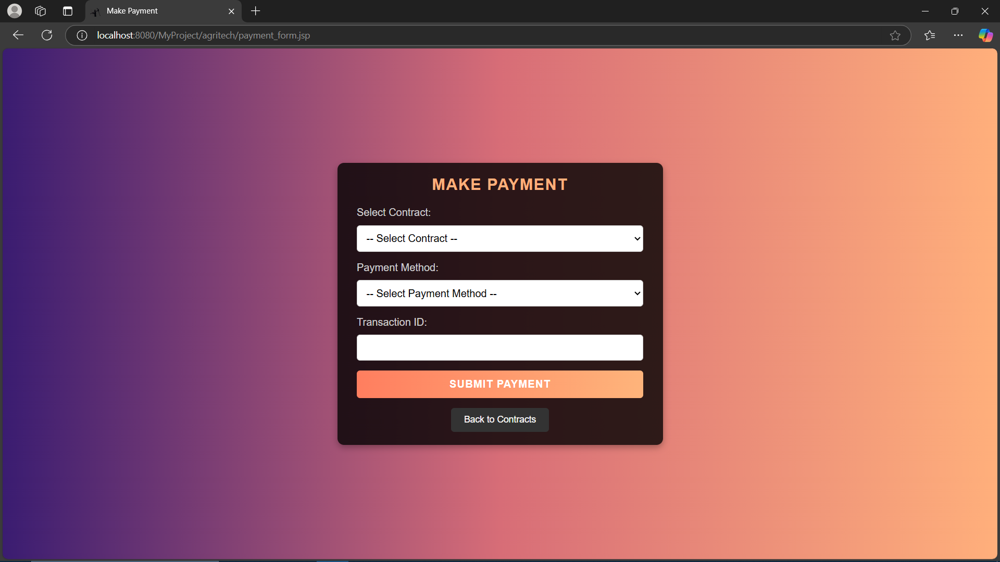 Make Payment
localhost:8080/MyProject/agritech/payment_form.jsp
MAKE PAYMENT
Select Contract:
-- Select Contract --
Payment Method:
-- Select Payment Method --
Transaction ID:
SUBMIT PAYMENT
Back to Contracts